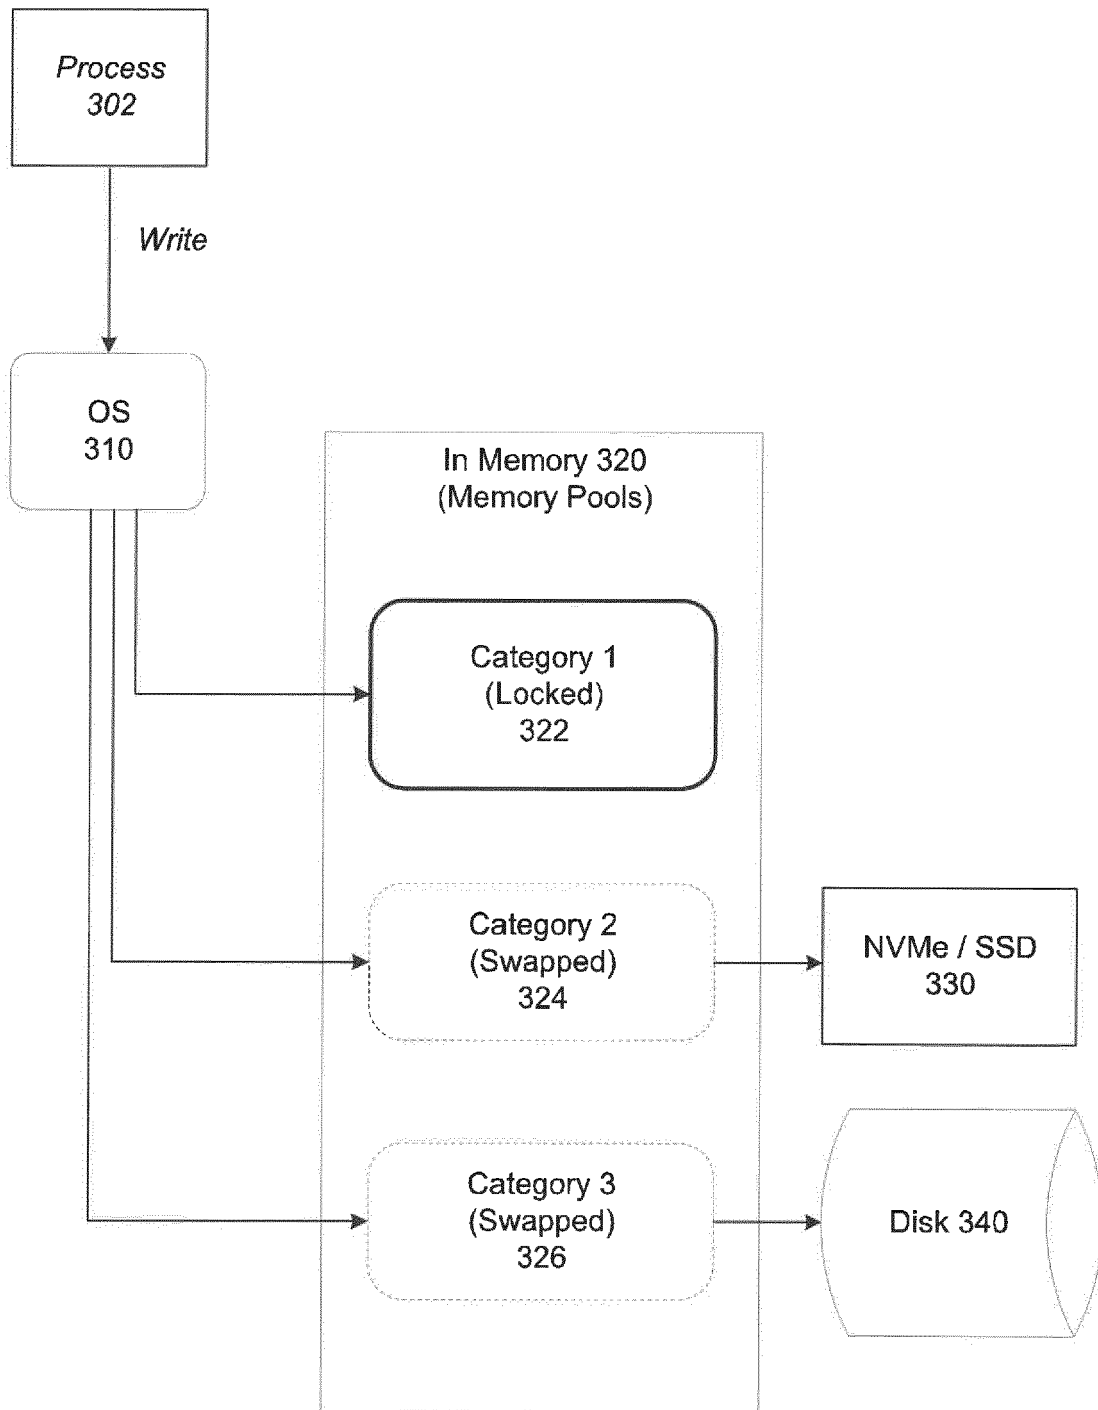 Process
302
Write
OS
310
In Memory 320
(Memory Pools)
Category 1
(Locked)
322
Category 2
(Swapped)
324
NVMe / SSD
330
Category 3
(Swapped)
326
Disk 340